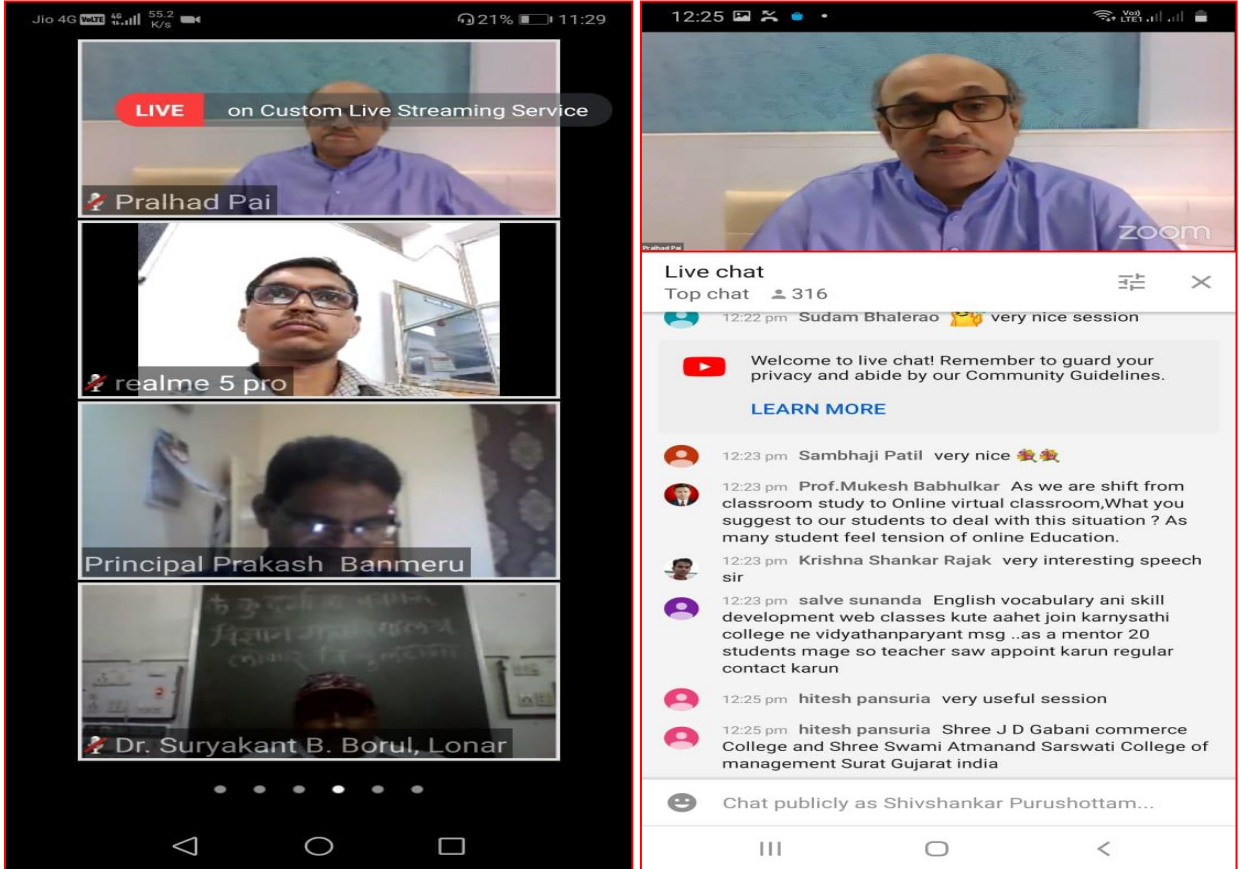 Jio 4G VoLTE 4G 55.2 K/s 21% 11:29
LIVE on Custom Live Streaming Service
Pralhad Pai
realme 5 pro
Principal Prakash Banmeru
Dr. Suryakant B. Borul, Lonar
12:25 Vo)) LTE1
zoom
Pralhad Pai
Live chat
Top chat 316
12:22 pm Sudam Bhalerao very nice session
Welcome to live chat! Remember to guard your
privacy and abide by our Community Guidelines.
LEARN MORE
12:23 pm Sambhaji Patil very nice
12:23 pm Prof.Mukesh Babhulkar As we are shift from
classroom study to Online virtual classroom,What you
suggest to our students to deal with this situation ? As
many student feel tension of online Education.
12:23 pm Krishna Shankar Rajak very interesting speech
sir
12:23 pm salve sunanda English vocabulary ani skill
development web classes kute aahet join karnysathi
college ne vidyathanparyant msg ..as a mentor 20
students mage so teacher saw appoint karun regular
contact karun
12:25 pm hitesh pansuria very useful session
12:25 pm hitesh pansuria Shree J D Gabani commerce
College and Shree Swami Atmanand Sarswati College of
management Surat Gujarat india
Chat publicly as Shivshankar Purushottam...